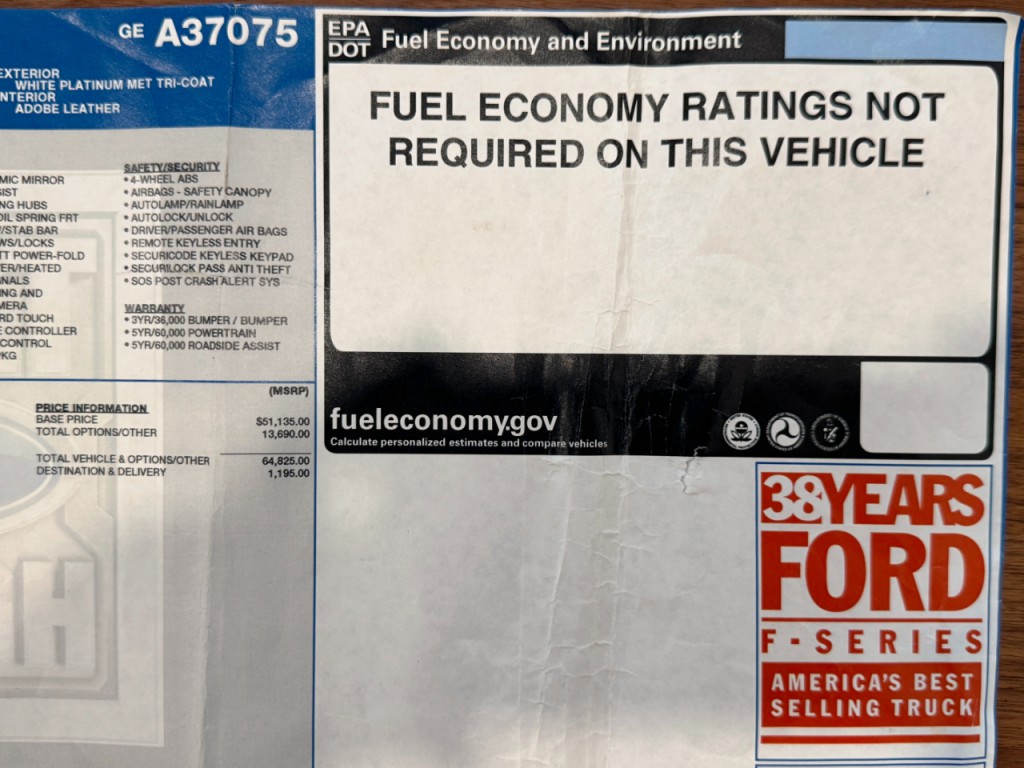 GE A37075
EXTERIOR
WHITE PLATINUM MET TRI-COAT
INTERIOR
ADOBE LEATHER
MIC MIRROR
IST
NG HUBS
OIL SPRING FRT
/STAB BAR
WS/LOCKS
TT POWER-FOLD
ER/HEATED
GNALS
ING AND
MERA
RD TOUCH
E CONTROLLER
CONTROL
PKG
SAFETY/SECURITY
• 4-WHEEL ABS
• AIRBAGS - SAFETY CANOPY
• AUTOLAMP/RAINLAMP
• AUTOLOCK/UNLOCK
• DRIVER/PASSENGER AIR BAGS
• REMOTE KEYLESS ENTRY
• SECURICODE KEYLESS KEYPAD
• SECURILOCK PASS ANTI THEFT
• SOS POST CRASH ALERT SYS
WARRANTY
• 3YR/36,000 BUMPER / BUMPER
• 5YR/60,000 POWERTRAIN
• 5YR/60,000 ROADSIDE ASSIST
(MSRP)
PRICE INFORMATION
BASE PRICE $51,135.00
TOTAL OPTIONS/OTHER 13,690.00
TOTAL VEHICLE & OPTIONS/OTHER 64,825.00
DESTINATION & DELIVERY 1,195.00
EPA
DOT
Fuel Economy and Environment
FUEL ECONOMY RATINGS NOT
REQUIRED ON THIS VEHICLE
fueleconomy.gov
Calculate personalized estimates and compare vehicles
38 YEARS
FORD
F-SERIES
AMERICA'S BEST
SELLING TRUCK